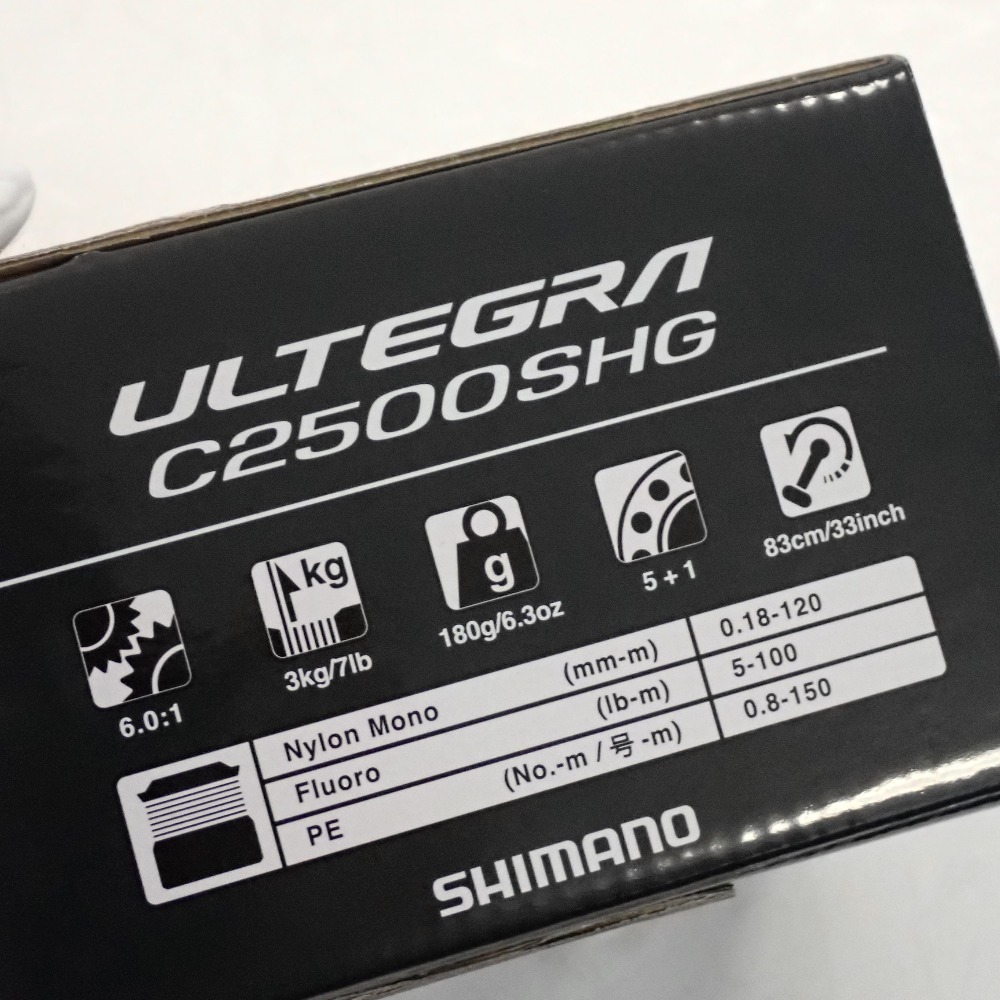 ULTEGRA
C2500SHG
6.0:1
kg
3kg/7lb
g
180g/6.3oz
5+1
83cm/33inch
Nylon Mono (mm-m) 0.18-120
Fluoro (lb-m) 5-100
PE (No.-m / 号 -m) 0.8-150
SHIMANO